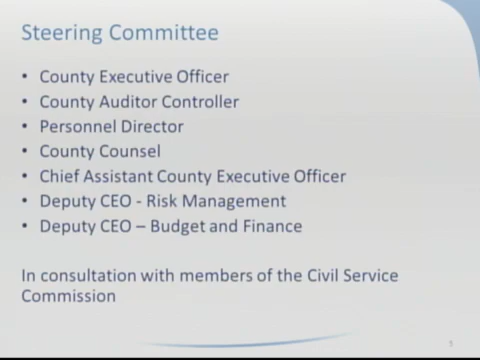 Steering Committee
• County Executive Officer
• County Auditor Controller
• Personnel Director
• County Counsel
• Chief Assistant County Executive Officer
• Deputy CEO - Risk Management
• Deputy CEO – Budget and Finance
In consultation with members of the Civil Service
Commission
5